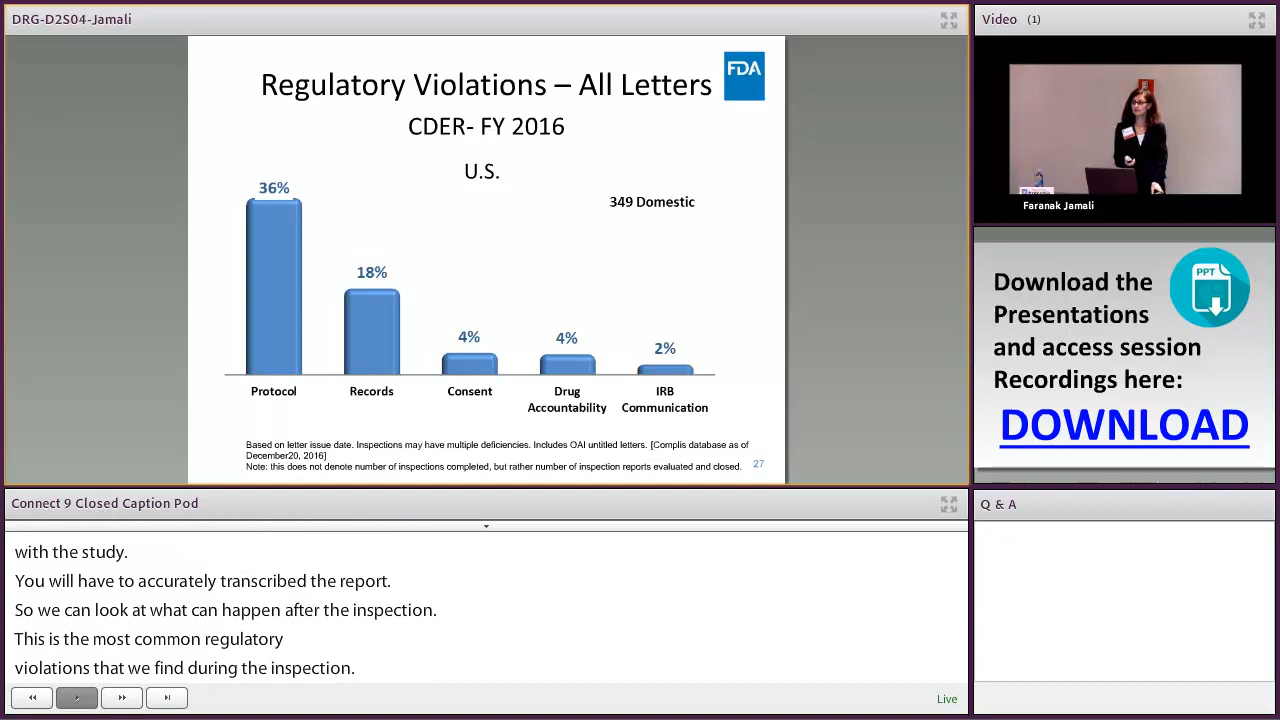 DRG-D2S04-Jamali
Regulatory Violations – All Letters
FDA
CDER- FY 2016
U.S.
349 Domestic
36%
18%
4%
4%
2%
Protocol
Records
Consent
Drug
Accountability
IRB
Communication
Based on letter issue date. Inspections may have multiple deficiencies. Includes OAI untitled letters. [Complis database as of
December20, 2016]
Note: this does not denote number of inspections completed, but rather number of inspection reports evaluated and closed.
27
Video (1)
Faranak Jamali
Download the
Presentations
and access session
Recordings here:
PPT
DOWNLOAD
Connect 9 Closed Caption Pod
with the study.
You will have to accurately transcribed the report.
So we can look at what can happen after the inspection.
This is the most common regulatory
violations that we find during the inspection.
Live
Q & A